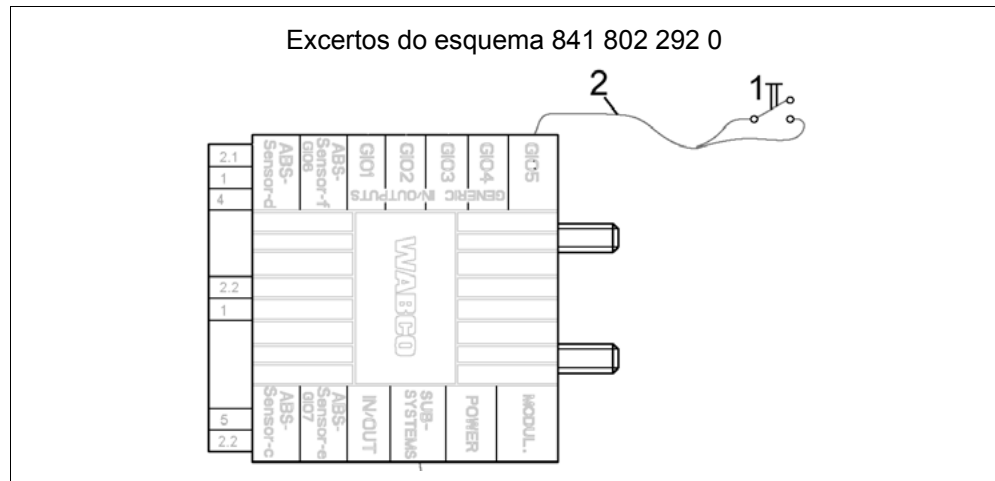 Excertos do esquema 841 802 292 0
2
1
ABS-
Sensor-d
ABS-
Sensor-f
GIO6
GIO1
GIO2
GIO3
GIO4
GIO5
GENERIC IN/OUTPUTS
2.1
1
4
2.2
1
5
2.2
WABCO
ABS-
Sensor-c
ABS-
Sensor-e
GIO7
IN/OUT
SUB-
SYSTEMS
POWER
MODUL.